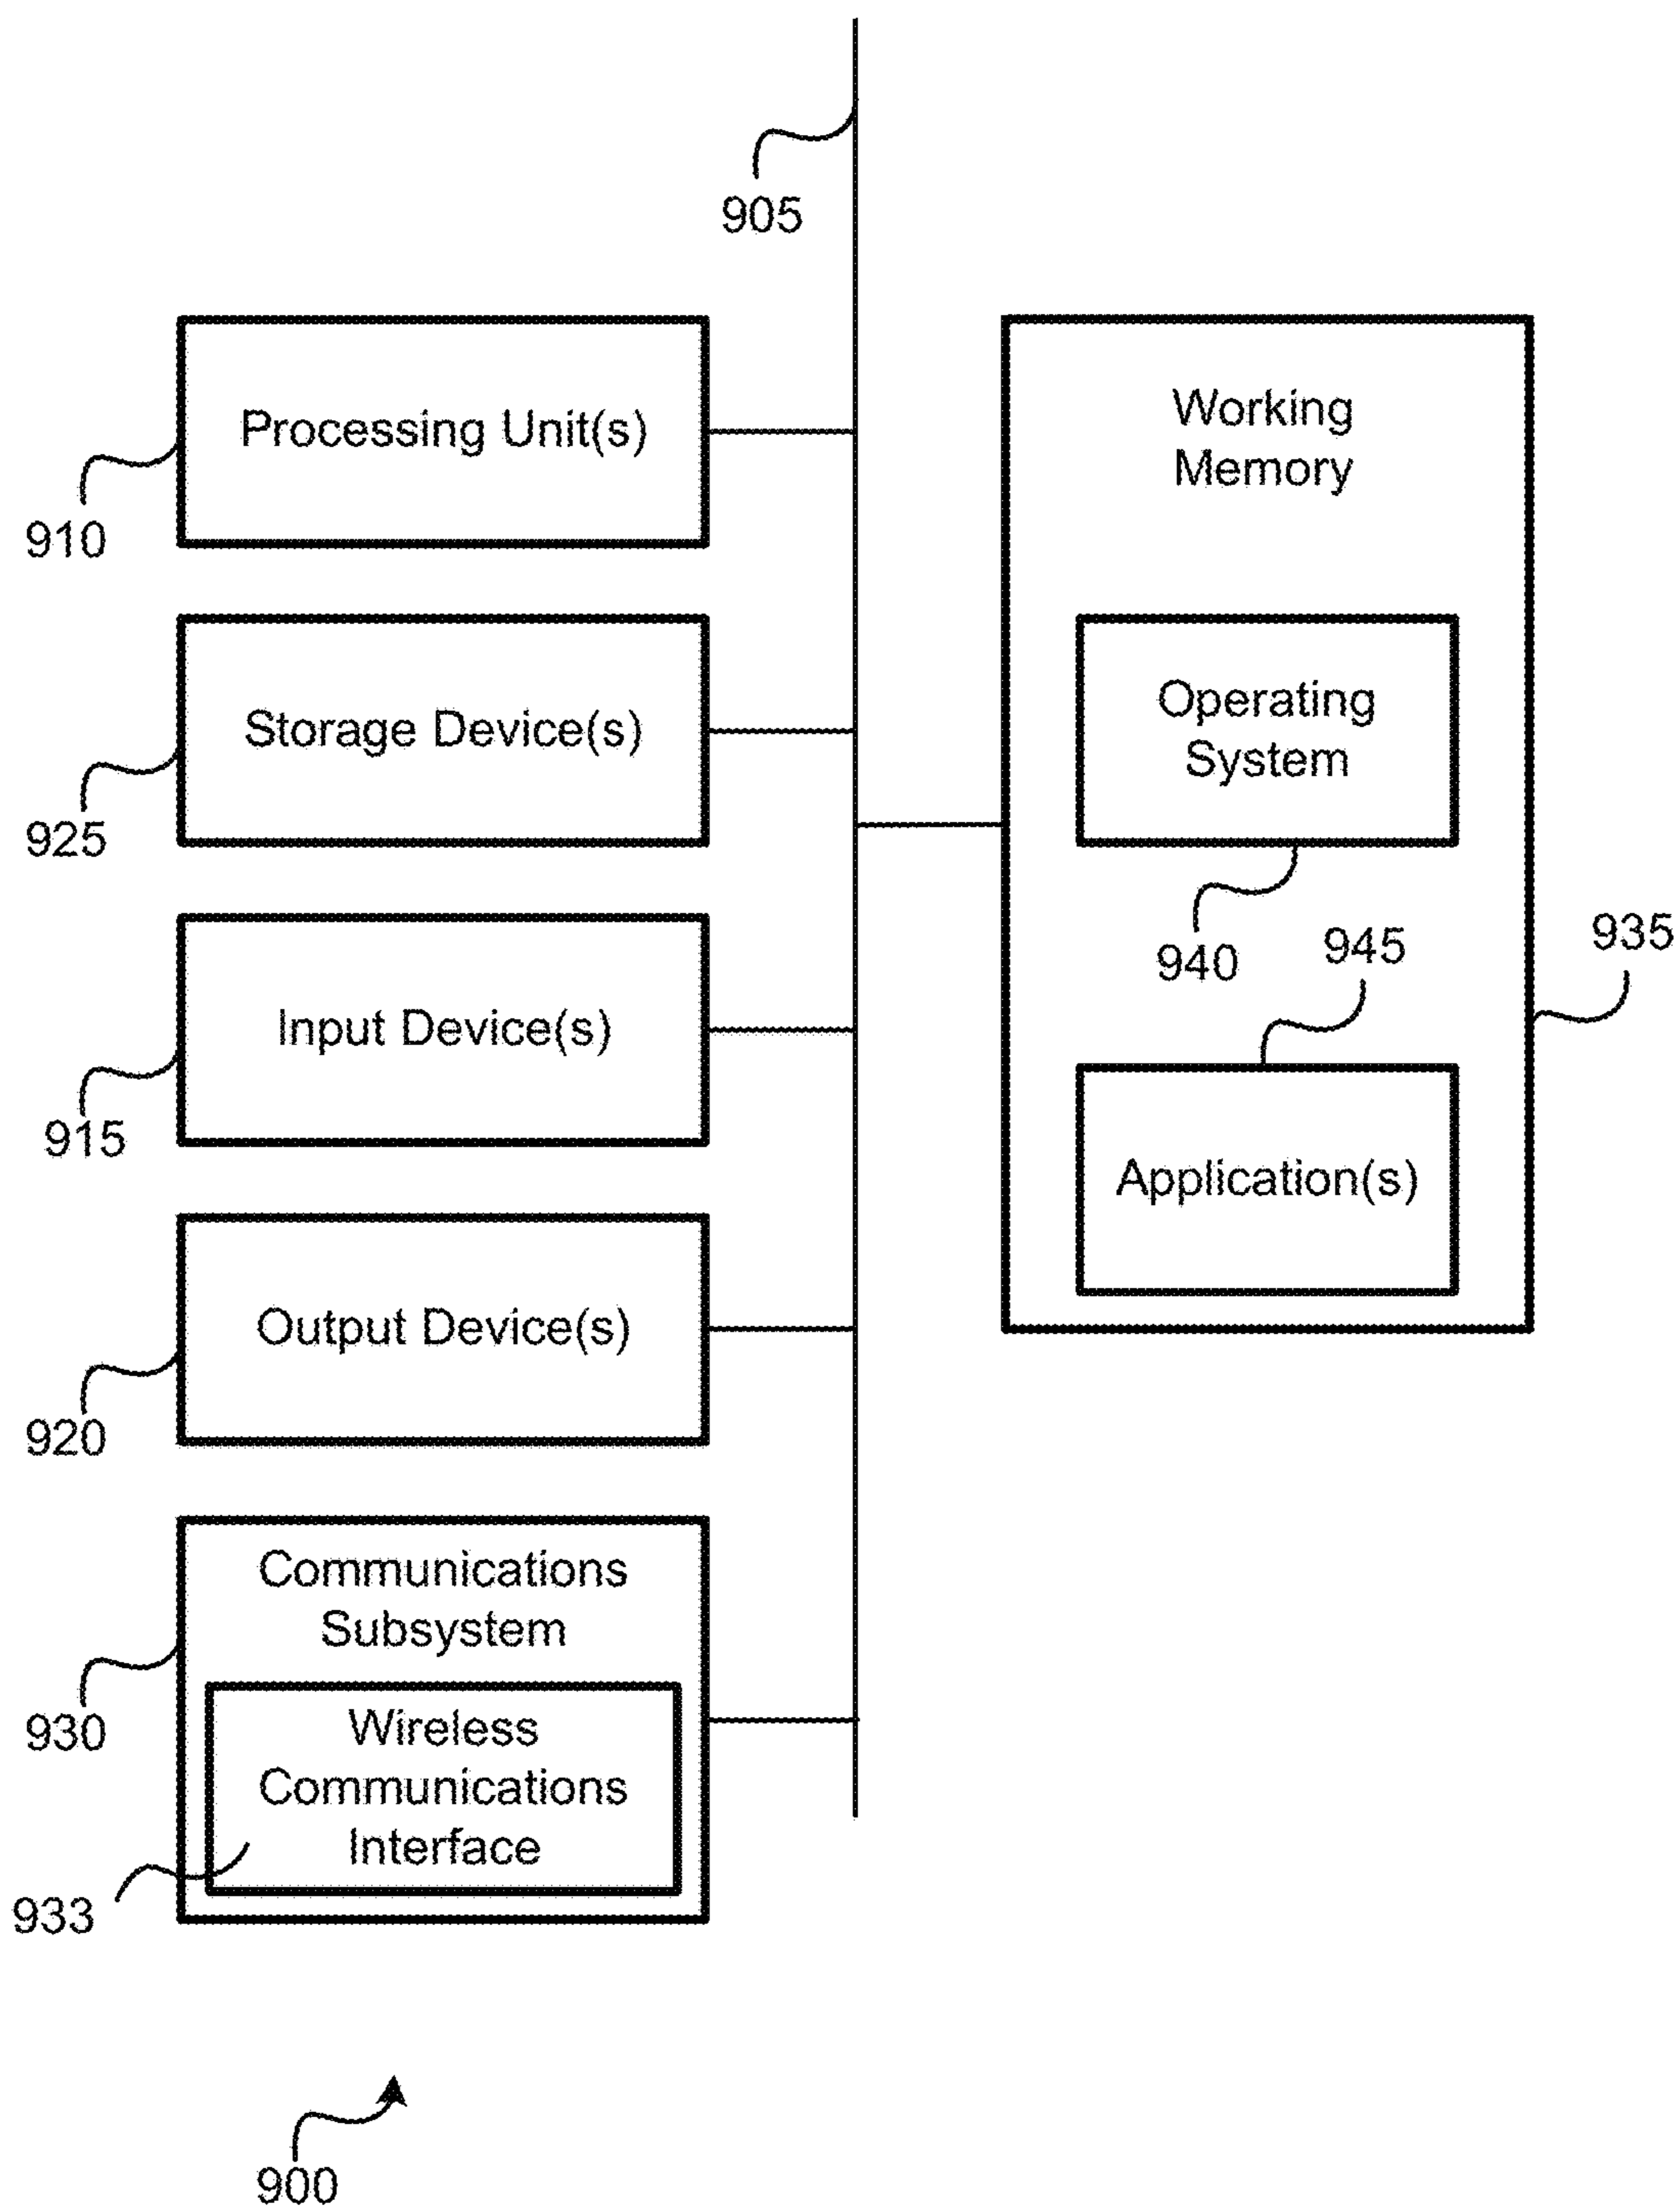 905
Processing Unit(s)
910
Storage Device(s)
925
Input Device(s)
915
Output Device(s)
920
Communications
Subsystem
930
Wireless
Communications
Interface
933
Working
Memory
Operating
System
940
945
935
Application(s)
900